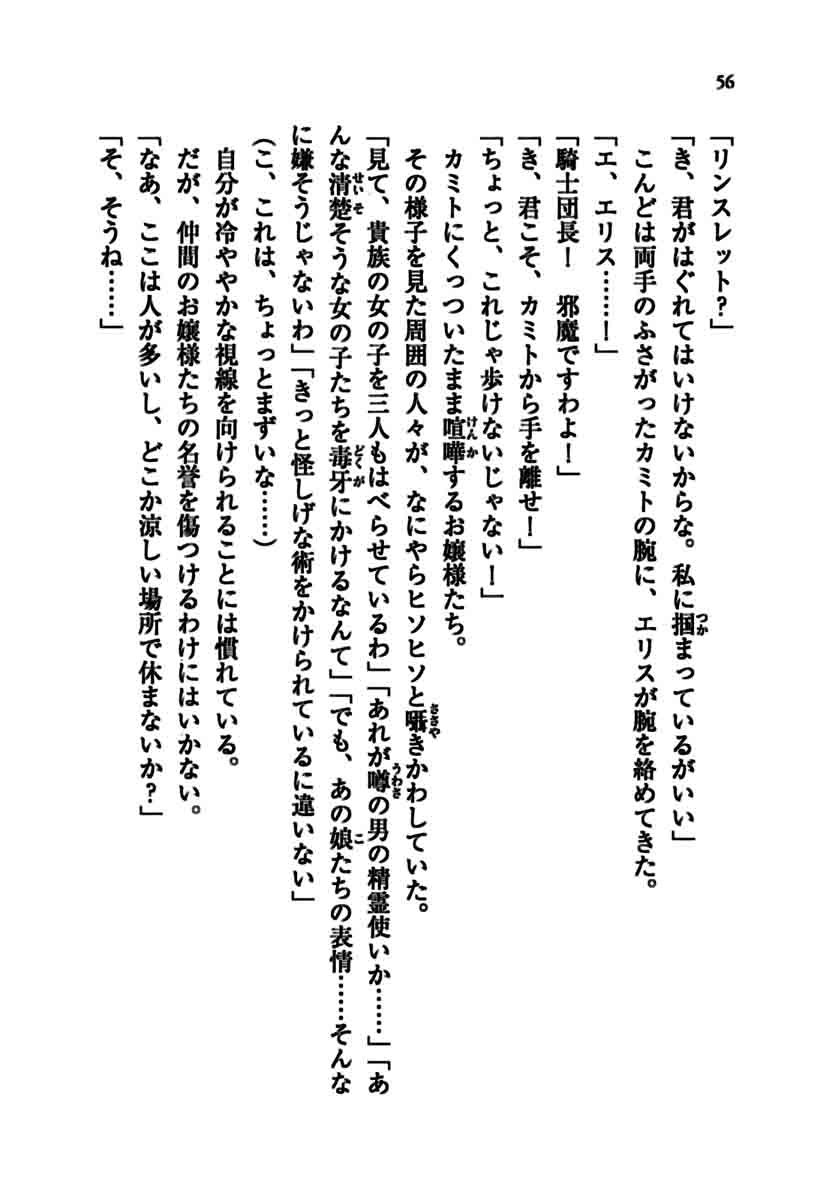 56
「リンスレット？」
「き、君がはぐれてはいけないからな。私に掴まっているがいい」
こんどは両手のふさがったカミトの腕に、エリスが腕を絡めてきた。
「エ、エリス……！」
「騎士団長！　邪魔ですわよ！」
「き、君こそ、カミトから手を離せ！」
「ちょっと、これじゃ歩けないじゃない！」
カミトにくっついたまま喧嘩するお嬢様たち。
その様子を見た周囲の人々が、なにやらヒソヒソと囁きかわしていた。
「見て、貴族の女の子を三人もはべらせているわ」「あれが噂の男の精霊使いか……」「あ
んな清楚そうな女の子たちを毒牙にかけるなんて」「でも、あの娘たちの表情……そんな
に嫌そうじゃないわ」「きっと怪しげな術をかけられているに違いない」
（こ、これは、ちょっとまずいな……）
自分が冷ややかな視線を向けられることには慣れている。
だが、仲間のお嬢様たちの名誉を傷つけるわけにはいかない。
「なあ、ここは人が多いし、どこか涼しい場所で休まないか？」
「そ、そうね……」